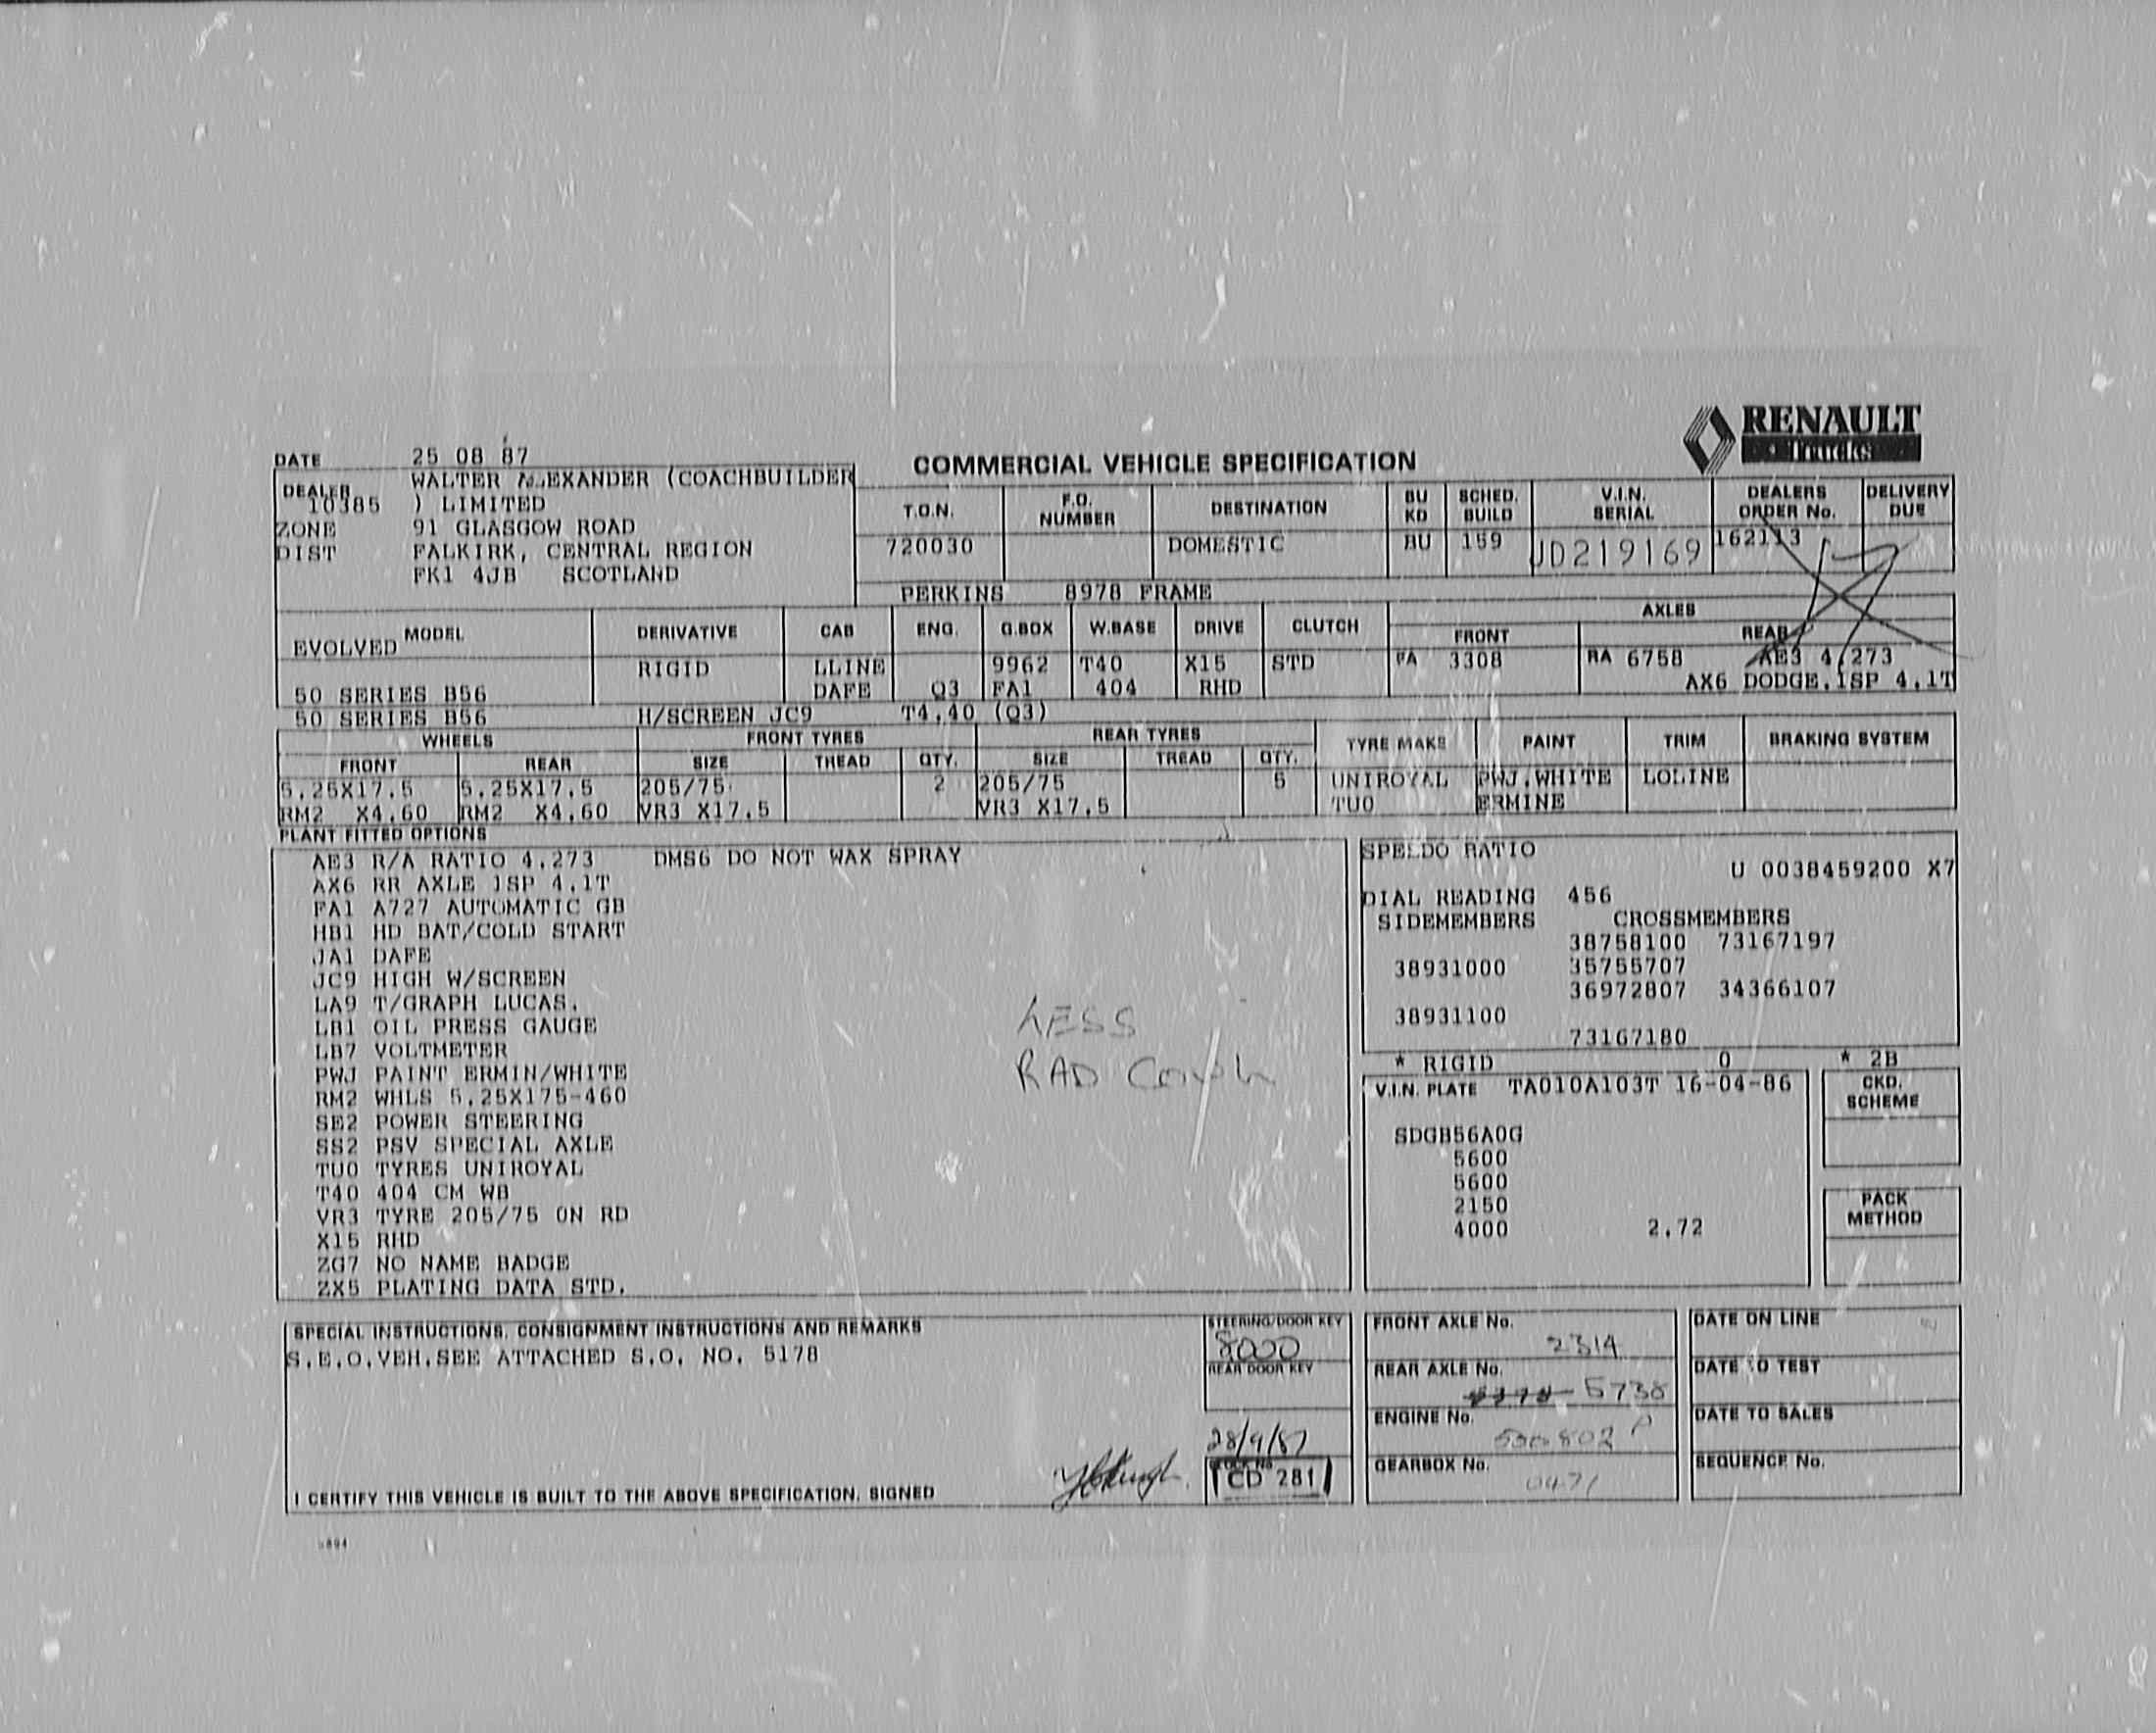 RENAULT
Trucks
DATE 25 08 87
COMMERCIAL VEHICLE SPECIFICATION
DEALER WALTER ALEXANDER (COACHBUILDER
10385 ) LIMITED
ZONE 91 GLASGOW ROAD
DIST FALKIRK, CENTRAL REGION
FK1 4JB SCOTLAND
T.O.N. F.O. NUMBER DESTINATION BU KD SCHED. BUILD V.I.N. SERIAL DEALERS ORDER No. DELIVERY DUE
720030 DOMESTIC BU 159 JD219169 162113
PERKINS 8978 FRAME
MODEL DERIVATIVE CAB ENG. G.BOX W.BASE DRIVE CLUTCH AXLES
FRONT REAR
EVOLVED
RIGID LLINE 9962 T40 X15 STD FA 3308 RA 6758 AE3 4.273
50 SERIES B56 DAFE Q3 FA1 404 RHD AX6 DODGE.1SP 4.1T
50 SERIES B56 H/SCREEN JC9 T4.40 (Q3)
WHEELS FRONT TYRES REAR TYRES TYRE MAKE PAINT TRIM BRAKING SYSTEM
FRONT REAR SIZE TREAD QTY. SIZE TREAD QTY.
5.25X17.5 5.25X17.5 205/75 2 205/75 5 UNIROYAL PWJ.WHITE LOLINE
RM2 X4.60 RM2 X4.60 VR3 X17.5 VR3 X17.5 TU0 ERMINE
PLANT FITTED OPTIONS
AE3 R/A RATIO 4.273 DMS6 DO NOT WAX SPRAY
AX6 RR AXLE 1SP 4.1T
FA1 A727 AUTOMATIC GB
HB1 HD BAT/COLD START
JA1 DAFE
JC9 HIGH W/SCREEN
LA9 T/GRAPH LUCAS.
LB1 OIL PRESS GAUGE
LB7 VOLTMETER
PWJ PAINT ERMIN/WHITE
RM2 WHLS 5.25X175-460
SE2 POWER STEERING
SS2 PSV SPECIAL AXLE
TU0 TYRES UNIROYAL
T40 404 CM WB
VR3 TYRE 205/75 ON RD
X15 RHD
ZG7 NO NAME BADGE
ZX5 PLATING DATA STD.
LESS
RAD
SPEEDO RATIO
U 0038459200 X7
DIAL READING 456
SIDEMEMBERS CROSSMEMBERS
38758100 73167197
38931000 35755707
36972807 34366107
38931100
73167180
* RIGID 0 * 2B
V.I.N. PLATE TA010A103T 16-04-86
SDGB56A0G
5600
5600
2150
4000 2.72
CKD. SCHEME
PACK METHOD
SPECIAL INSTRUCTIONS, CONSIGNMENT INSTRUCTIONS AND REMARKS
S.E.O.VEH.SEE ATTACHED S.O. NO. 5178
I CERTIFY THIS VEHICLE IS BUILT TO THE ABOVE SPECIFICATION. SIGNED
STEERING/DOOR KEY
8000
REAR DOOR KEY
28/9/87
STOCK No
CD 281
FRONT AXLE No.
2314
REAR AXLE No.
5738
ENGINE No.
GEARBOX No.
0471
DATE ON LINE
DATE TO TEST
DATE TO SALES
SEQUENCE No.